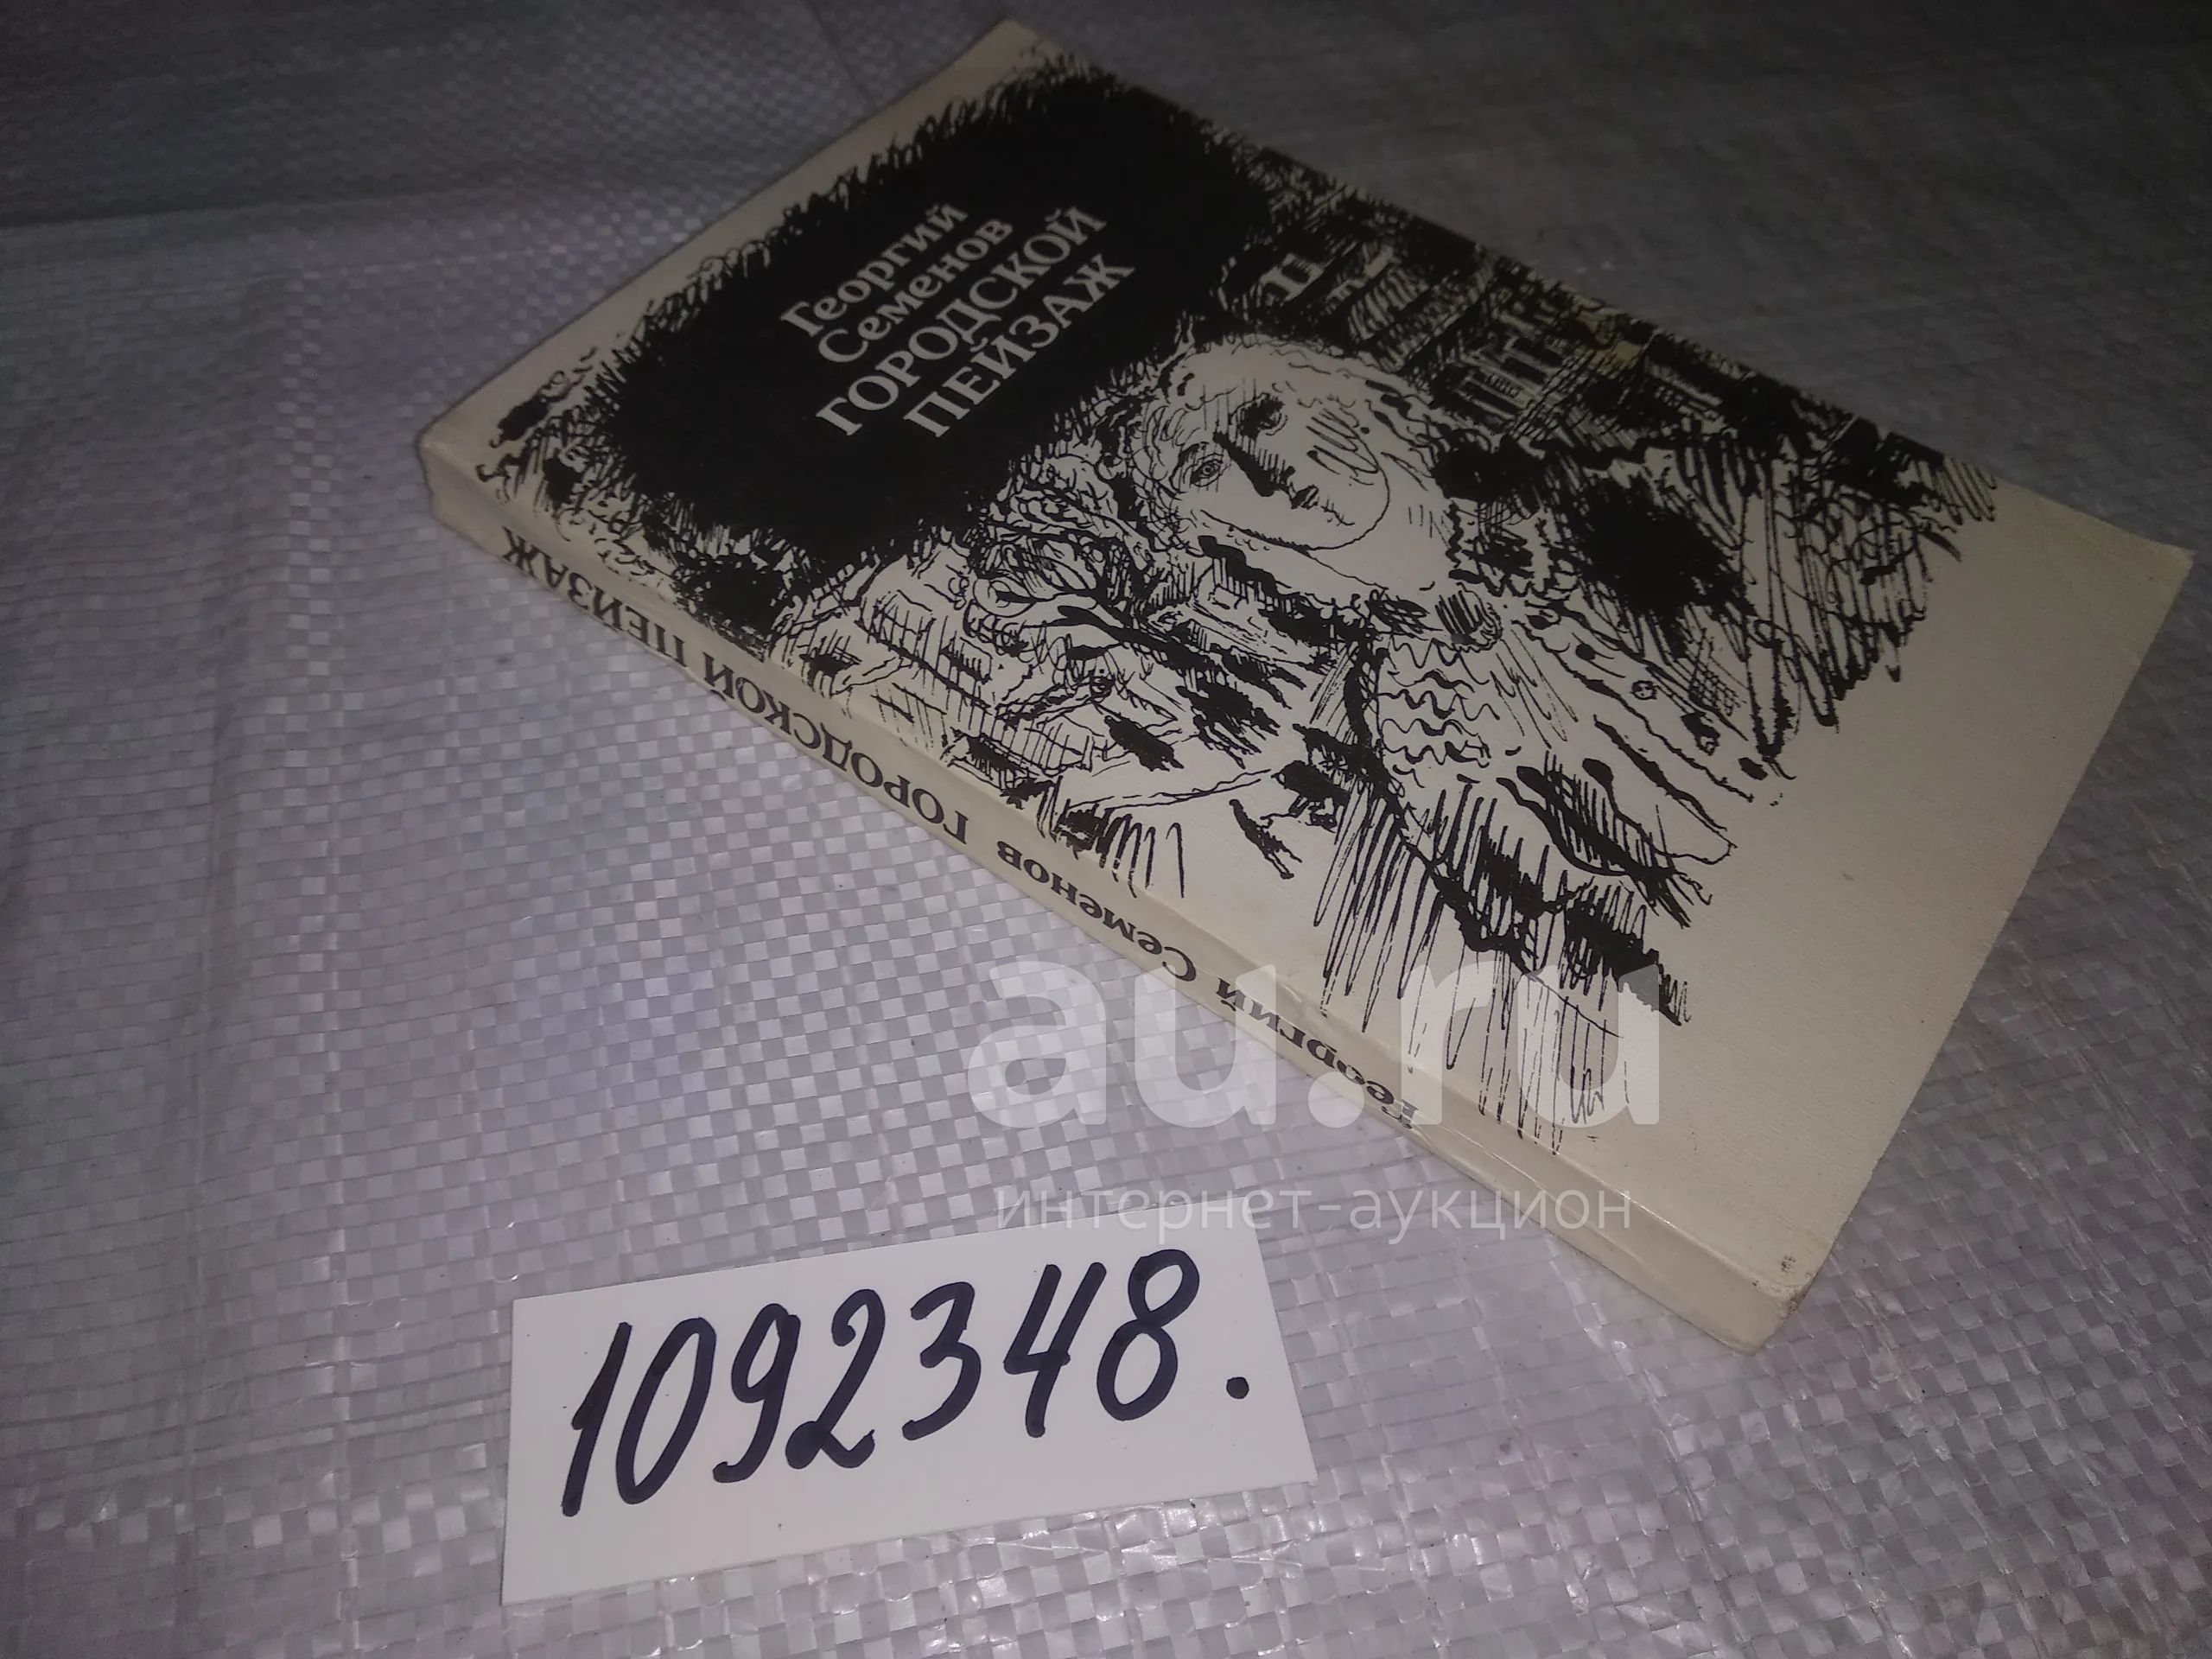 Георгий
Семенов
ГОРОДСКОЙ
ПЕЙЗАЖ
Георгий Семенов ГОРОДСКОЙ ПЕЙЗАЖ
au.ru
интернет-аукцион
1092348.